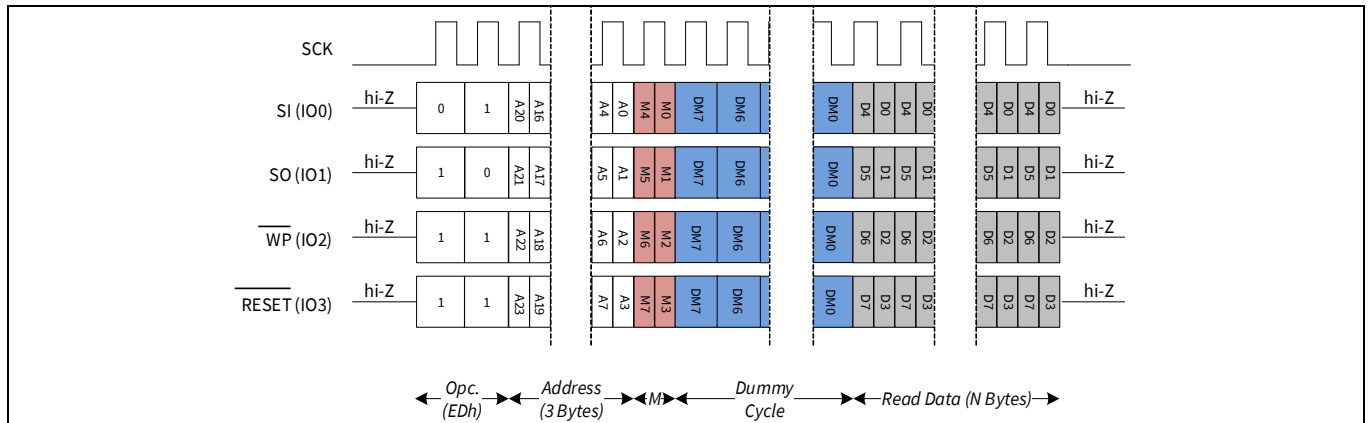 SCK
SI (IO0) hi-Z 0 1 A20 A16 A4 A0 M4 M0 DM7 DM6 DM0 D4 D0 D4 D0 D4 D0 D4 D0 hi-Z
SO (IO1) hi-Z 1 0 A21 A17 A5 A1 M5 M1 DM7 DM6 DM0 D5 D1 D5 D1 D5 D1 D5 D1 hi-Z
WP (IO2) hi-Z 1 1 A22 A18 A6 A2 M6 M2 DM7 DM6 DM0 D6 D2 D6 D2 D6 D2 D6 D2 hi-Z
RESET (IO3) hi-Z 1 1 A23 A19 A7 A3 M7 M3 DM7 DM6 DM0 D7 D3 D7 D3 D7 D3 D7 D3 hi-Z
Opc. Address M Dummy Read Data (N Bytes)
(EDh) (3 Bytes) Cycle